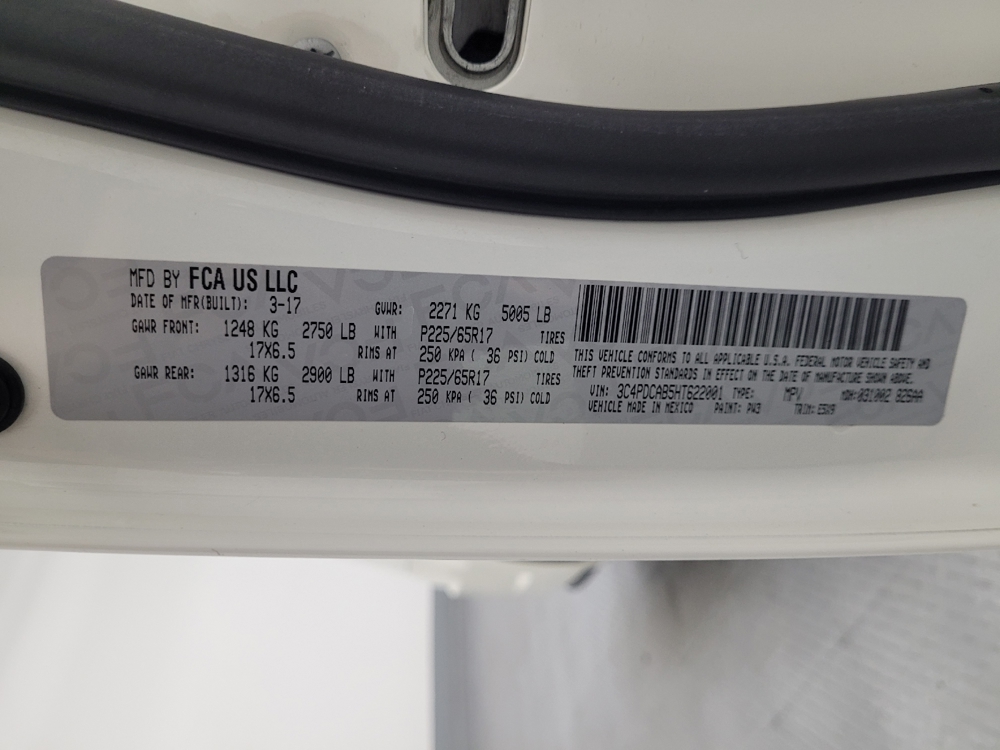 MFD BY FCA US LLC
DATE OF MFR(BUILT): 3-17 GVWR: 2271 KG 5005 LB
GAWR FRONT: 1248 KG 2750 LB WITH P225/65R17 TIRES
17X6.5 RIMS AT 250 KPA ( 36 PSI) COLD
GAWR REAR: 1316 KG 2900 LB WITH P225/65R17 TIRES
17X6.5 RIMS AT 250 KPA ( 36 PSI) COLD
THIS VEHICLE CONFORMS TO ALL APPLICABLE U.S.A. FEDERAL MOTOR VEHICLE SAFETY AND
THEFT PREVENTION STANDARDS IN EFFECT ON THE DATE OF MANUFACTURE SHOWN ABOVE.
VIN: 3C4PDCAB5HT622001 TYPE: MPV MDH: 031002
VEHICLE MADE IN MEXICO PAINT: PW3 TRIM: E5X9